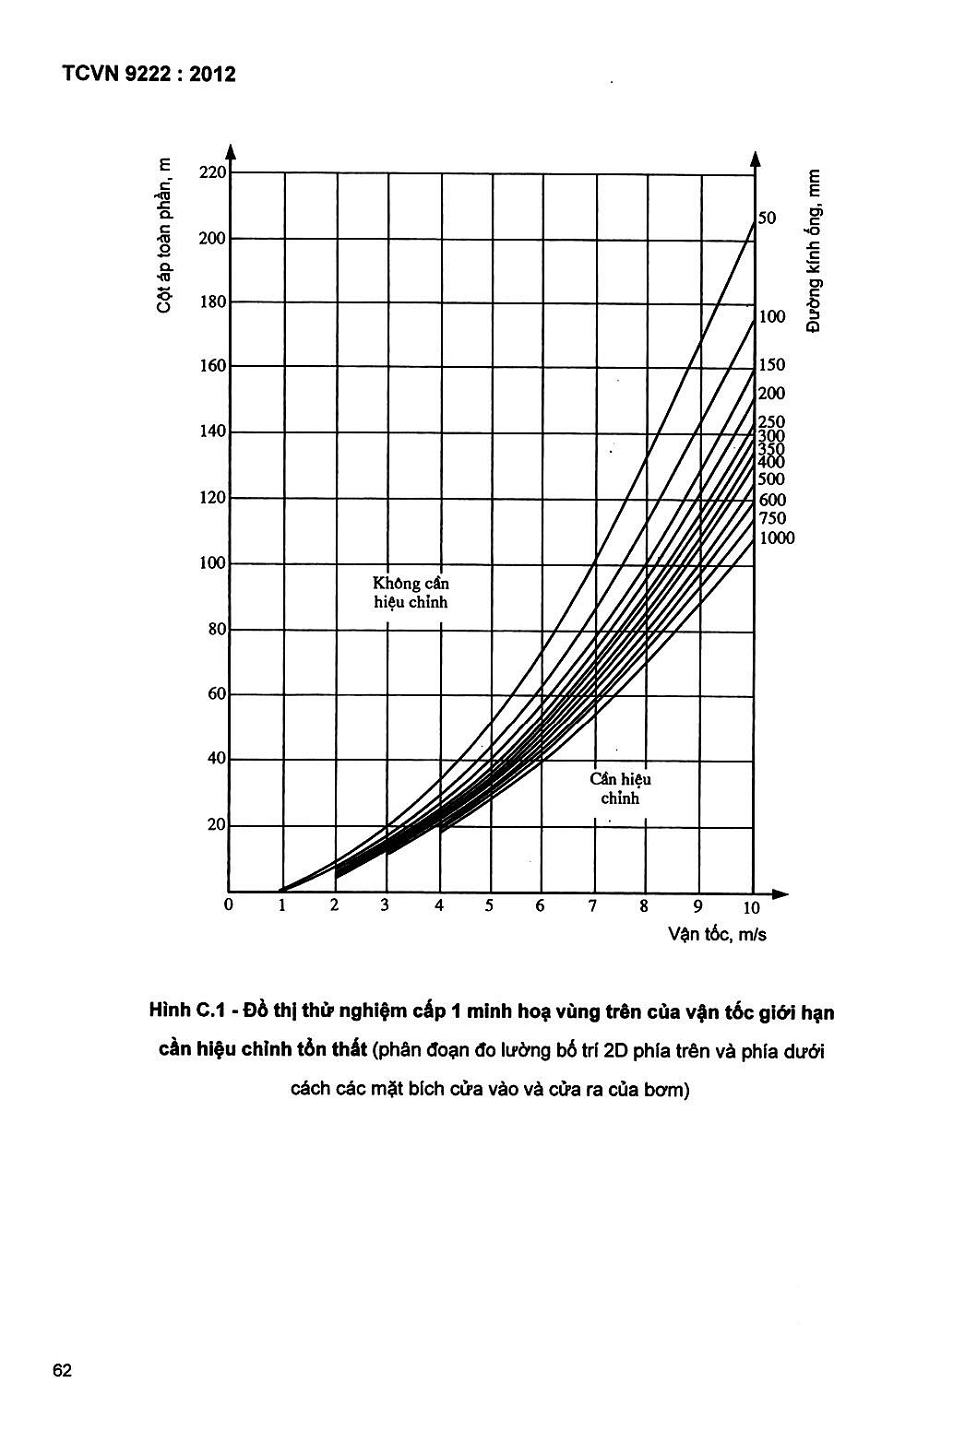 TCVN 9222 : 2012
Cột áp toàn phần, m
220
200
180
160
140
120
100
80
60
40
20
0 1 2 3 4 5 6 7 8 9 10
Vận tốc, m/s
Đường kính ống, mm
50
100
150
200
250
300
350
400
500
600
750
1000
Không cần
hiệu chỉnh
Cần hiệu
chỉnh
Hình C.1 - Đồ thị thử nghiệm cấp 1 minh hoạ vùng trên của vận tốc giới hạn
cần hiệu chỉnh tổn thất (phân đoạn đo lường bố trí 2D phía trên và phía dưới
cách các mặt bích cửa vào và cửa ra của bơm)
62